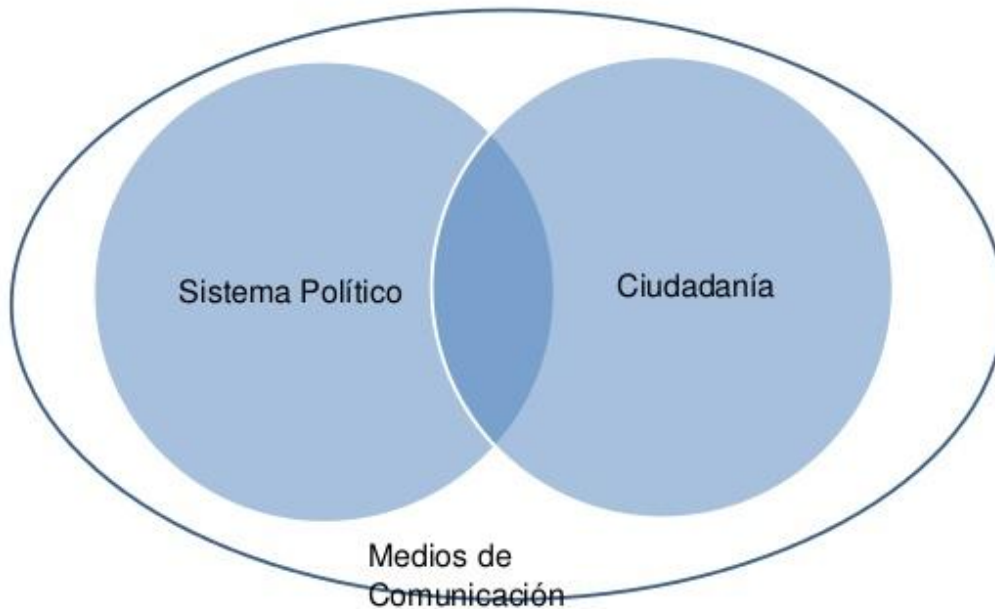 Sistema Político
Ciudadanía
Medios de
Comunicación